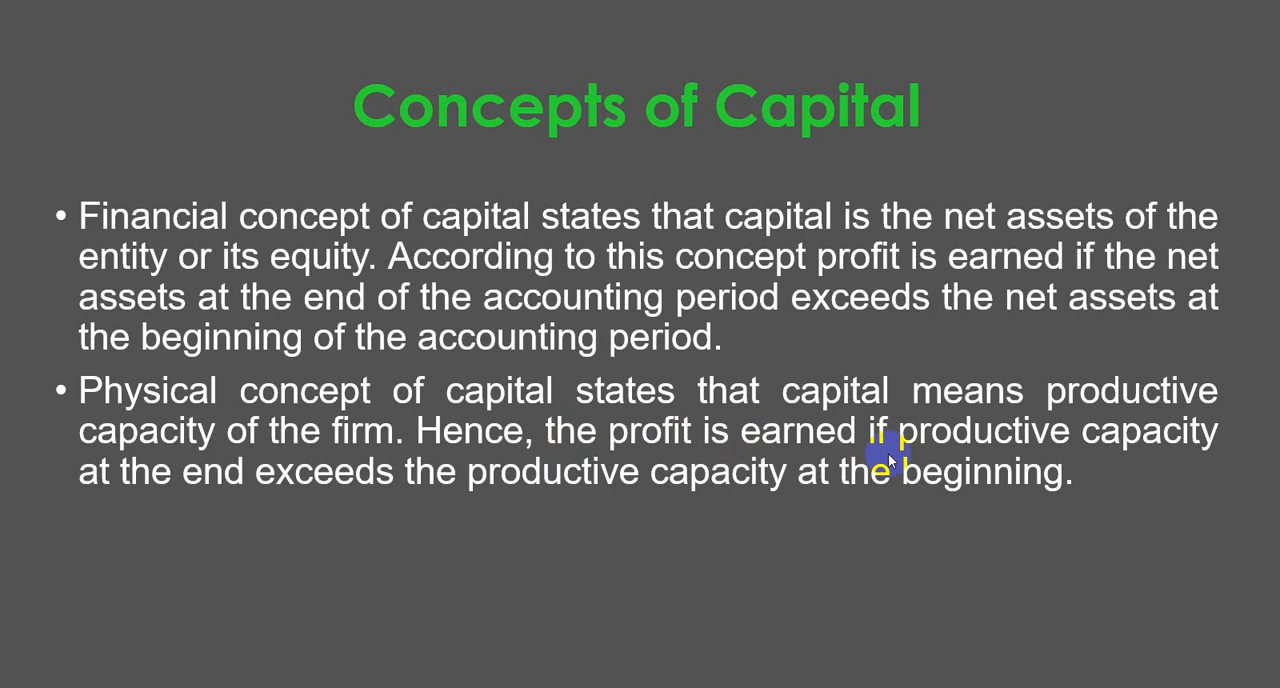 Concepts of Capital
• Financial concept of capital states that capital is the net assets of the
entity or its equity. According to this concept profit is earned if the net
assets at the end of the accounting period exceeds the net assets at
the beginning of the accounting period.
• Physical concept of capital states that capital means productive
capacity of the firm. Hence, the profit is earned if productive capacity
at the end exceeds the productive capacity at the beginning.